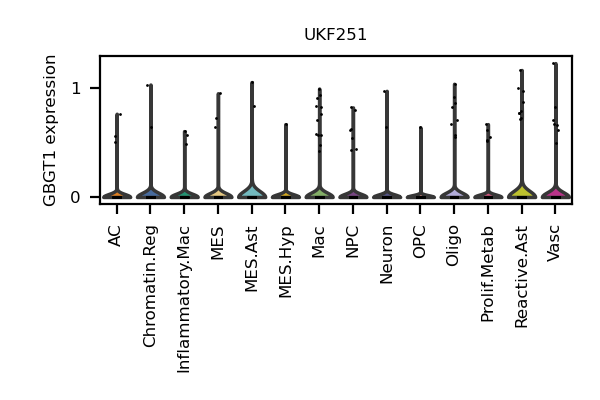 UKF251
GBGT1 expression
1
0
AC
Chromatin.Reg
Inflammatory.Mac
MES
MES.Ast
MES.Hyp
Mac
NPC
Neuron
OPC
Oligo
Prolif.Metab
Reactive.Ast
Vasc